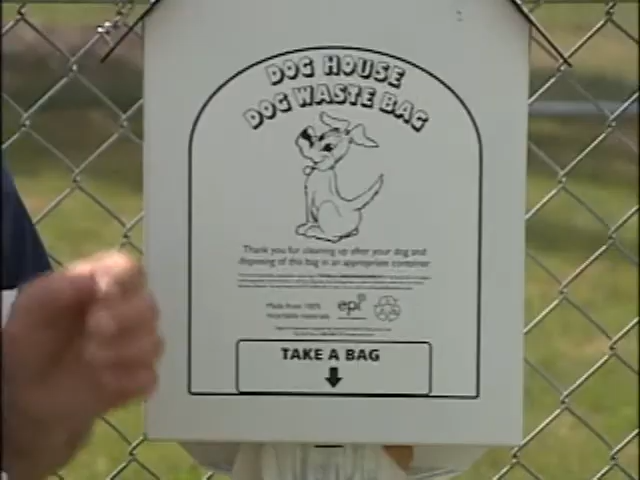 DOG HOUSE
DOG WASTE BAG
Thank you for cleaning up after your dog and
disposing of this bag in an appropriate container
Made from 100%
recyclable materials
epi
TAKE A BAG